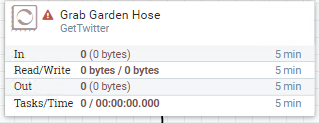 Grab Garden Hose
GetTwitter
In 0 (0 bytes) 5 min
Read/Write 0 bytes / 0 bytes 5 min
Out 0 (0 bytes) 5 min
Tasks/Time 0 / 00:00:00.000 5 min